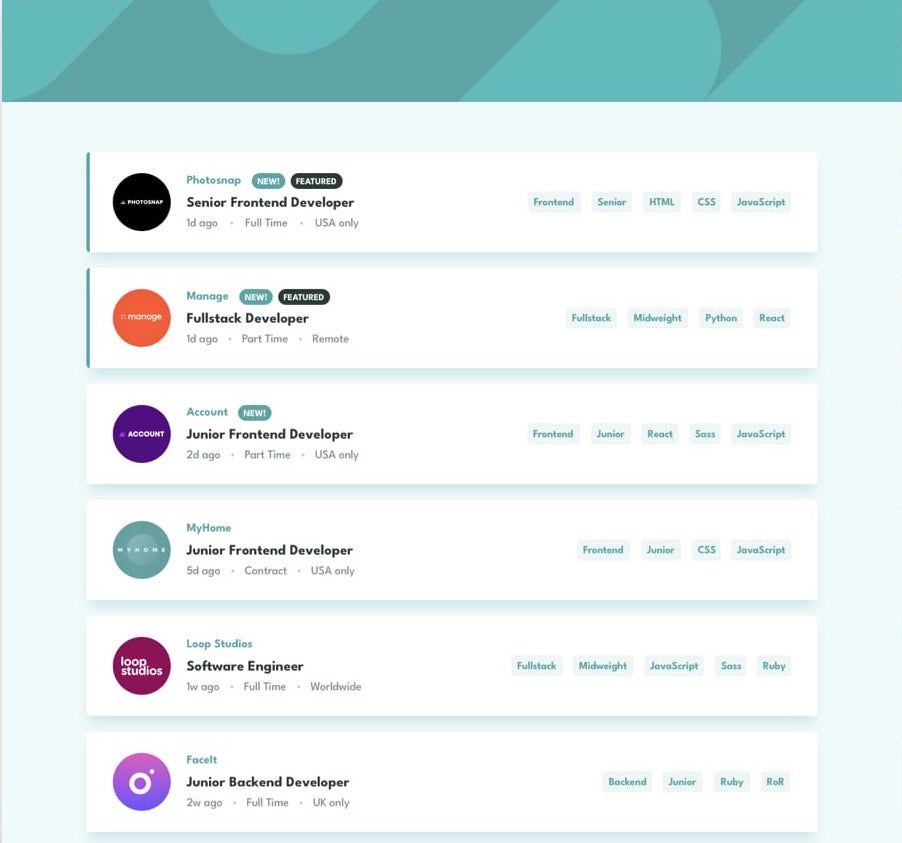 PHOTOSNAP
Photosnap NEW! FEATURED
Senior Frontend Developer
1d ago • Full Time • USA only
Frontend Senior HTML CSS JavaScript
manage
Manage NEW! FEATURED
Fullstack Developer
1d ago • Part Time • Remote
Fullstack Midweight Python React
ACCOUNT
Account NEW!
Junior Frontend Developer
2d ago • Part Time • USA only
Frontend Junior React Sass JavaScript
MYHOME
MyHome
Junior Frontend Developer
5d ago • Contract • USA only
Frontend Junior CSS JavaScript
loop
studios
Loop Studios
Software Engineer
1w ago • Full Time • Worldwide
Fullstack Midweight JavaScript Sass Ruby
FaceIt
Junior Backend Developer
2w ago • Full Time • UK only
Backend Junior Ruby RoR